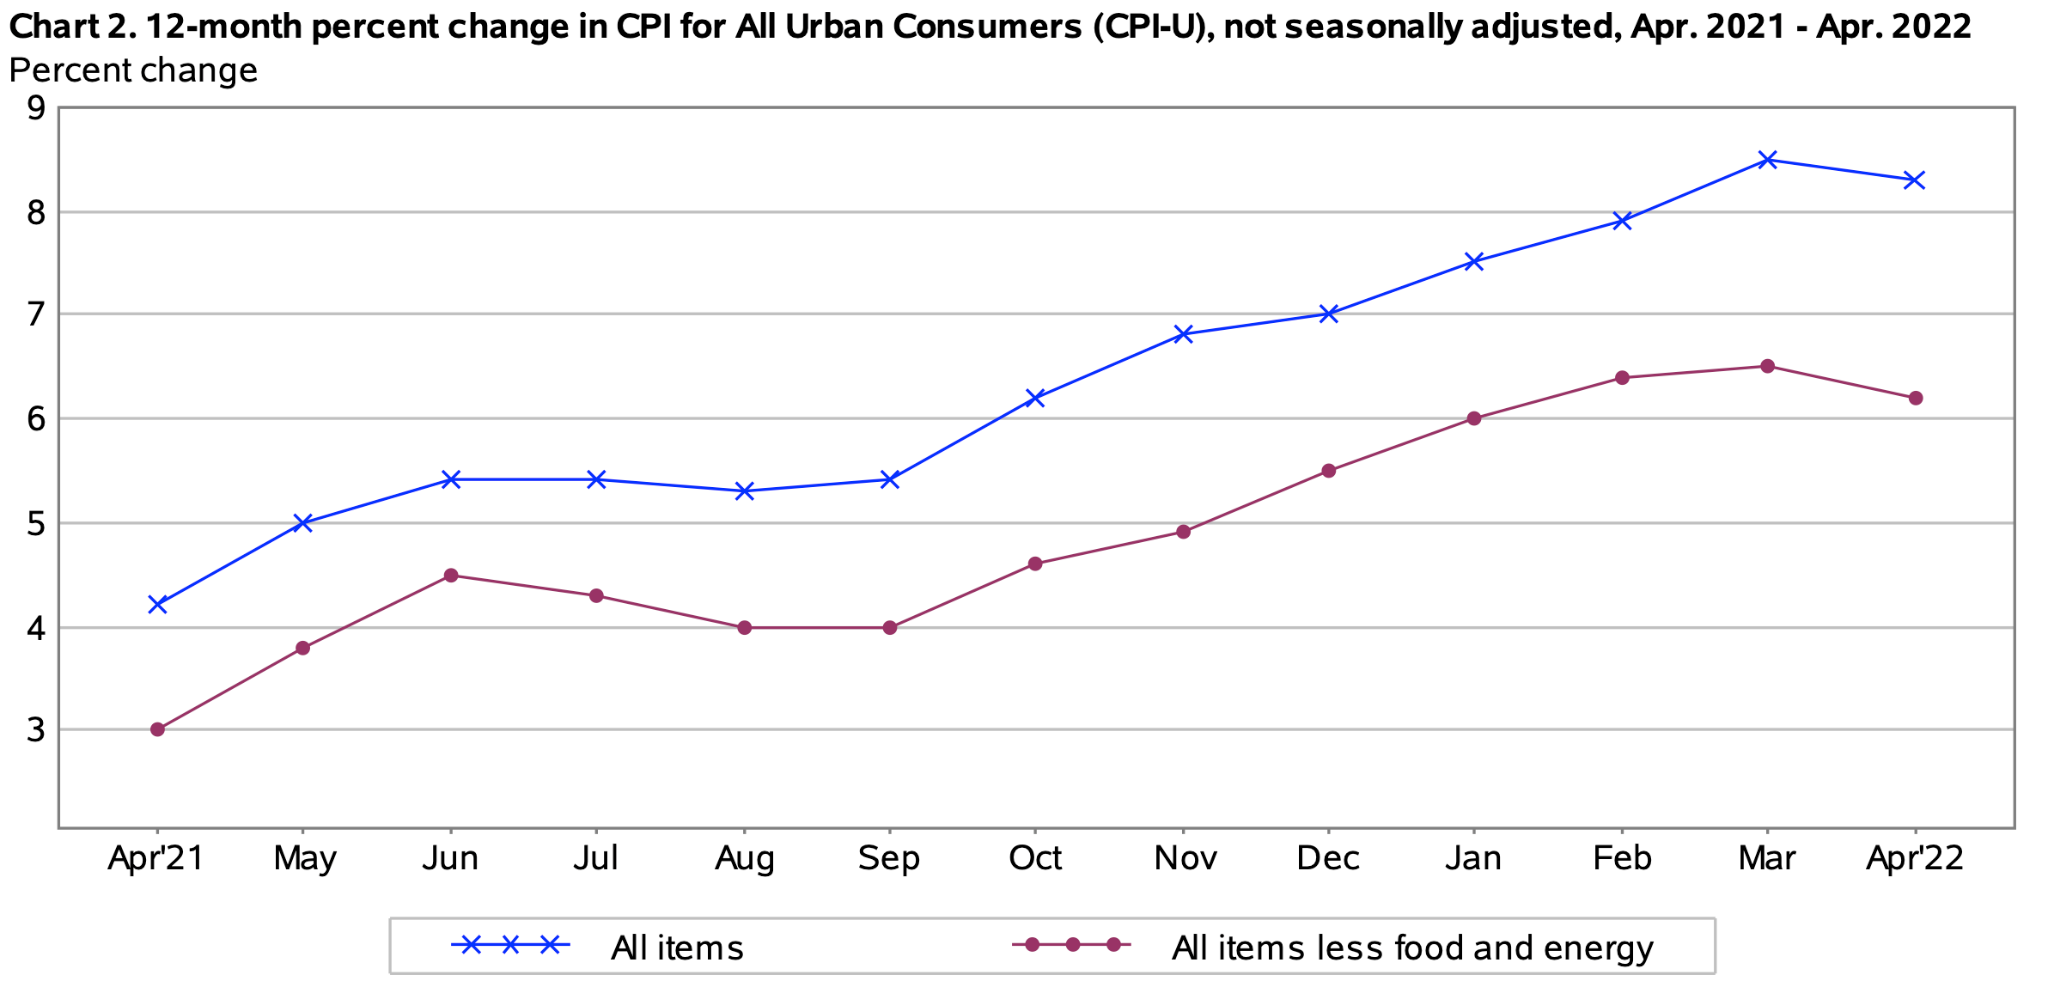 Chart 2. 12-month percent change in CPI for All Urban Consumers (CPI-U), not seasonally adjusted, Apr. 2021 - Apr. 2022
Percent change
9
8
7
6
5
4
3
Apr'21 May Jun Jul Aug Sep Oct Nov Dec Jan Feb Mar Apr'22
All items All items less food and energy